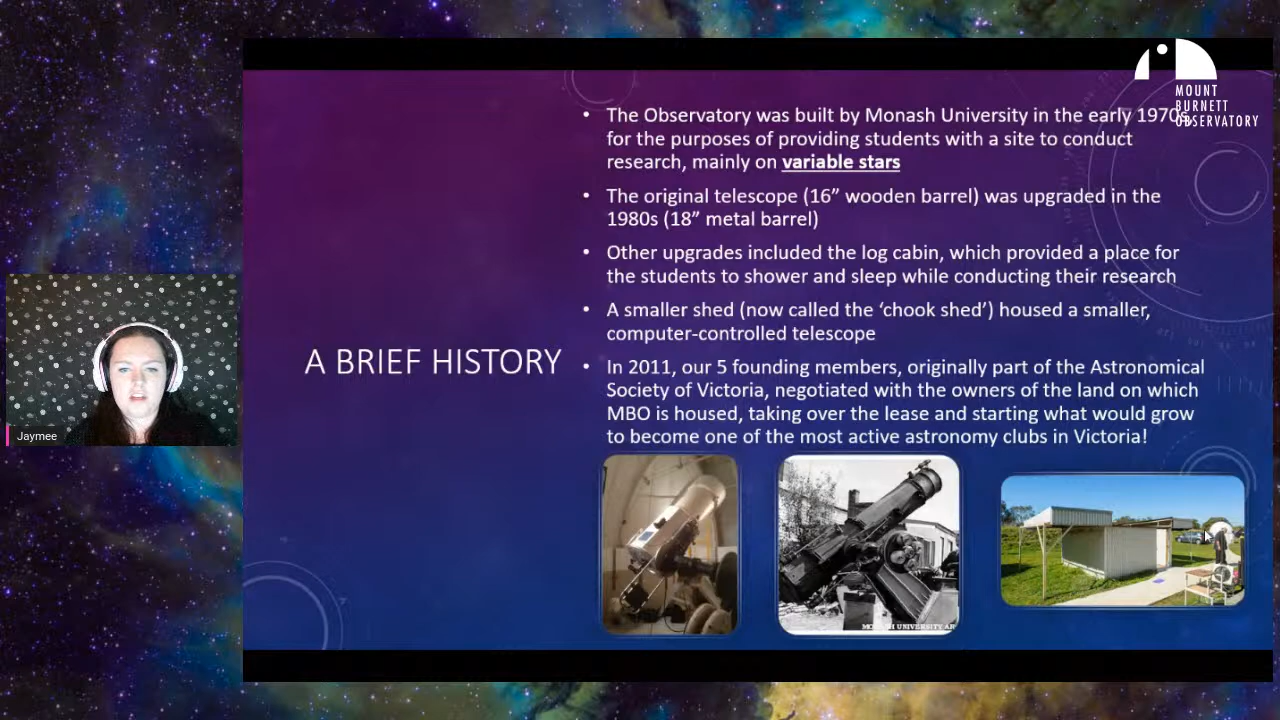 MOUNT
BURNETT
OBSERVATORY
• The Observatory was built by Monash University in the early 1970s
for the purposes of providing students with a site to conduct
research, mainly on variable stars
• The original telescope (16” wooden barrel) was upgraded in the
1980s (18” metal barrel)
• Other upgrades included the log cabin, which provided a place for
the students to shower and sleep while conducting their research
• A smaller shed (now called the ‘chook shed’) housed a smaller,
computer-controlled telescope
A BRIEF HISTORY
• In 2011, our 5 founding members, originally part of the Astronomical
Society of Victoria, negotiated with the owners of the land on which
MBO is housed, taking over the lease and starting what would grow
to become one of the most active astronomy clubs in Victoria!
Jaymee
MONASH UNIVERSITY AR